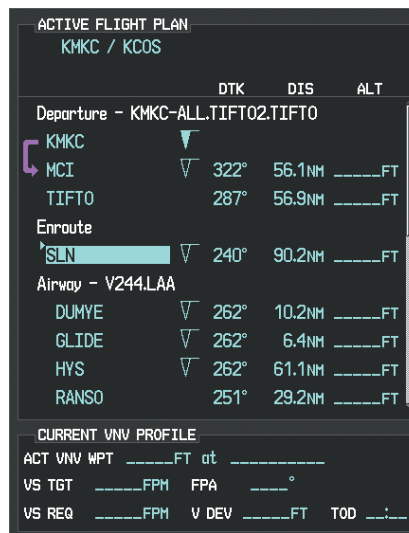 ACTIVE FLIGHT PLAN
KMKC / KCOS
DTK DIS ALT
Departure – KMKC-ALL.TIFTO2.TIFTO
KMKC
MCI 322° 56.1NM _____FT
TIFTO 287° 56.9NM _____FT
Enroute
SLN 240° 90.2NM _____FT
Airway – V244.LAA
DUMYE 262° 10.2NM _____FT
GLIDE 262° 6.4NM _____FT
HYS 262° 61.1NM _____FT
RANSO 251° 29.2NM _____FT
CURRENT VNV PROFILE
ACT VNV WPT _____FT at __________
VS TGT _____FPM FPA ____°
VS REQ _____FPM V DEV _____FT TOD __:__